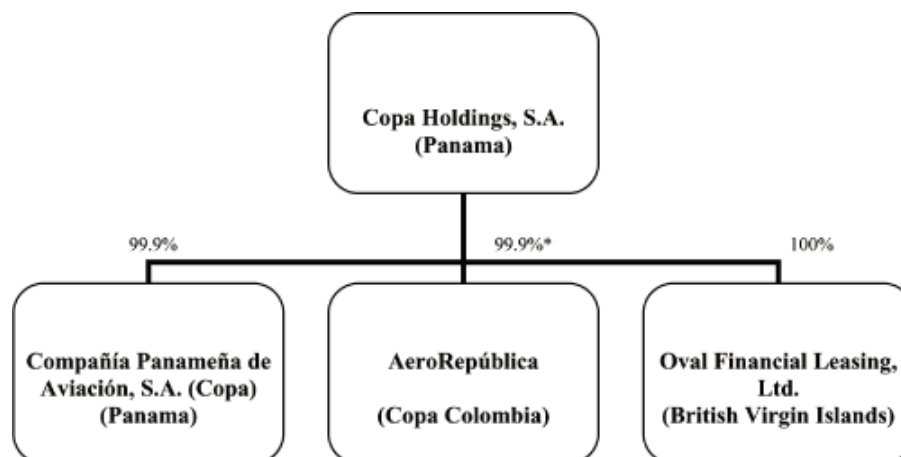 Copa Holdings, S.A.
(Panama)
99.9%
99.9%*
100%
Compañía Panameña de
Aviación, S.A. (Copa)
(Panama)
AeroRepública
(Copa Colombia)
Oval Financial Leasing,
Ltd.
(British Virgin Islands)